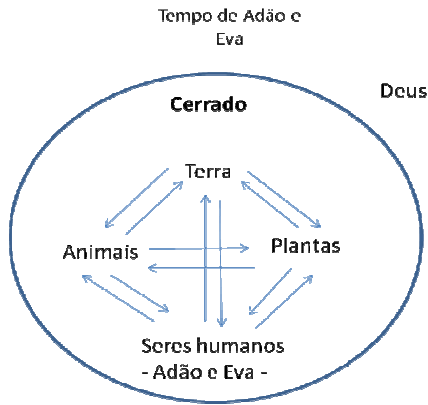 Tempo de Adão e
Eva
Deus
Cerrado
Terra
Animais
Plantas
Seres humanos
- Adão e Eva -